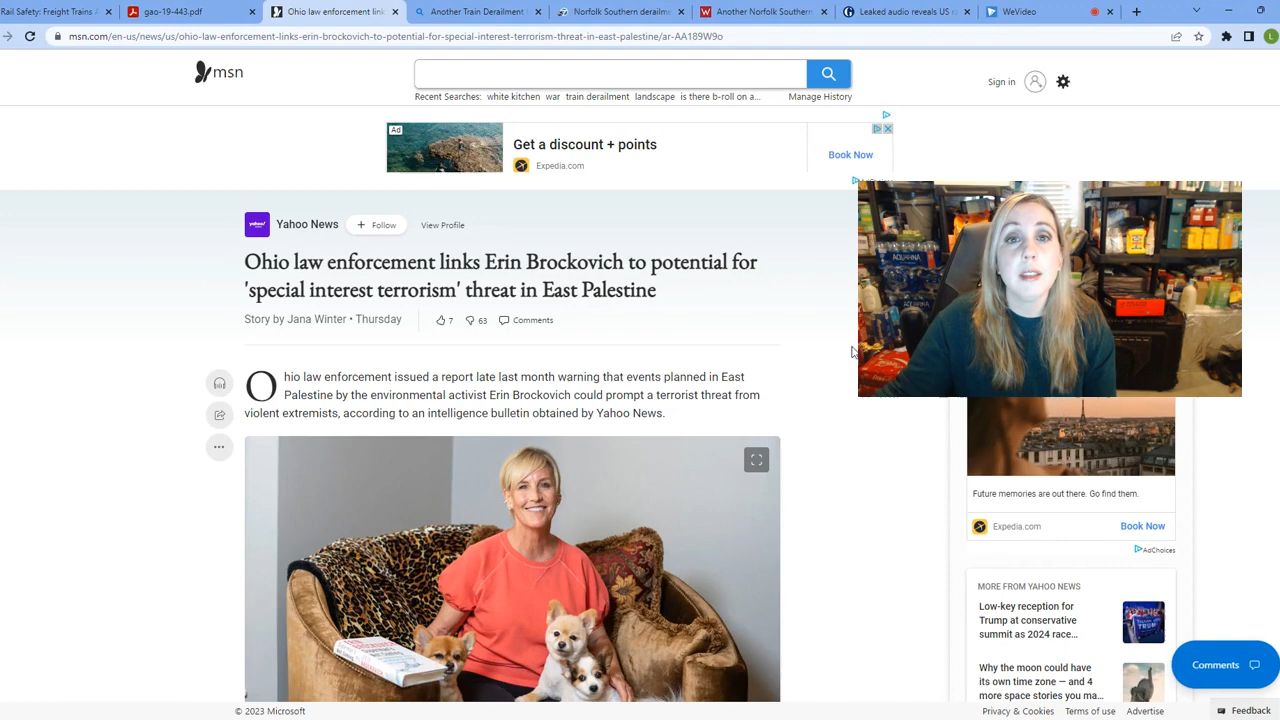 Rail Safety: Freight Trains A
gao-19-443.pdf
Ohio law enforcement link
Another Train Derailment
Norfolk Southern derailme
Another Norfolk Southern
Leaked audio reveals US r
WeVideo
msn.com/en-us/news/us/ohio-law-enforcement-links-erin-brockovich-to-potential-for-special-interest-terrorism-threat-in-east-palestine/ar-AA189W9o
L
msn
Sign in
Recent Searches: white kitchen war train derailment landscape is there b-roll on a... Manage History
Ad
Get a discount + points
Expedia.com
Book Now
yahoo!
Yahoo News
Follow
View Profile
Ohio law enforcement links Erin Brockovich to potential for
'special interest terrorism' threat in East Palestine
Story by Jana Winter • Thursday
7
63
Comments
Ohio law enforcement issued a report late last month warning that events planned in East
Palestine by the environmental activist Erin Brockovich could prompt a terrorist threat from
violent extremists, according to an intelligence bulletin obtained by Yahoo News.
AQUAFINA
Future memories are out there. Go find them.
Expedia.com
Book Now
AdChoices
MORE FROM YAHOO NEWS
Low-key reception for
Trump at conservative
summit as 2024 race...
TRUMP
Why the moon could have
its own time zone — and 4
more space stories you ma...
Comments
© 2023 Microsoft
Privacy & Cookies
Terms of use
Advertise
Feedback